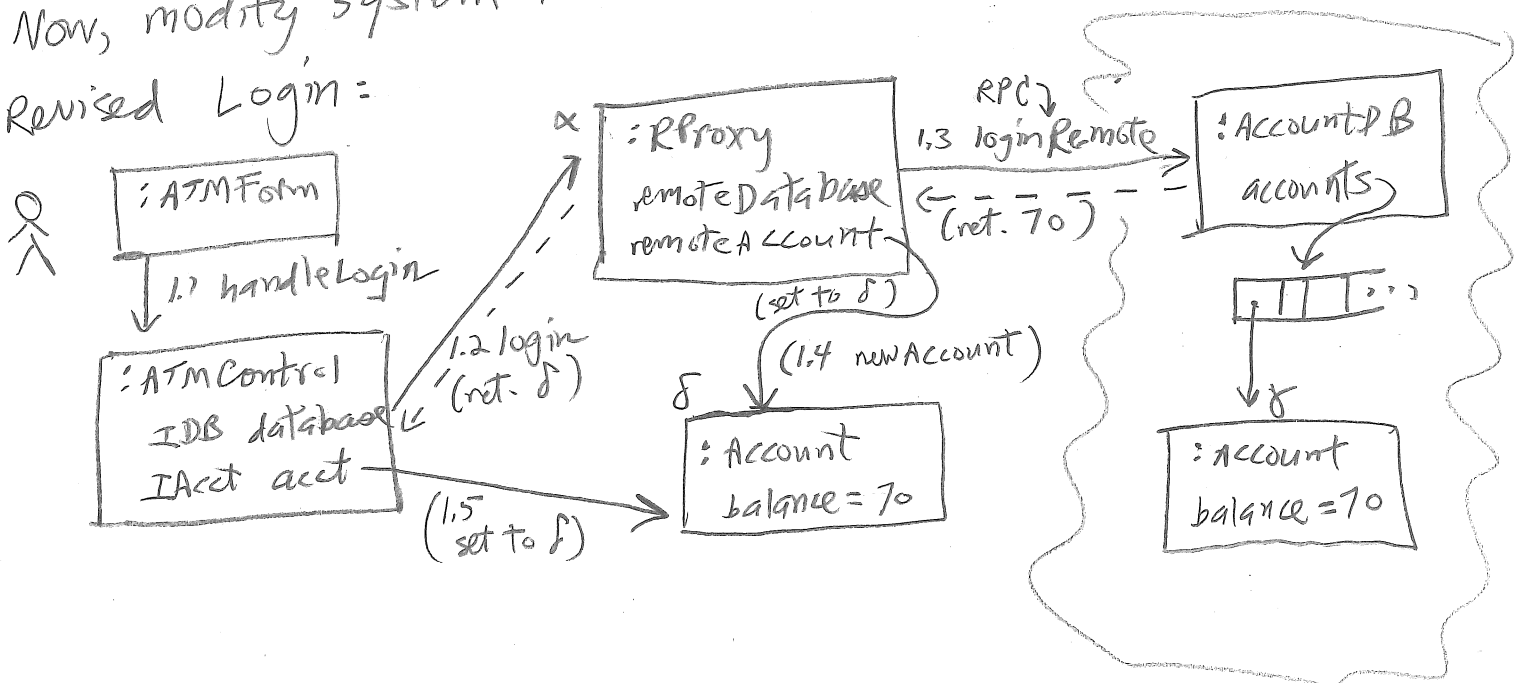 Now, modify system
Revised Login:
:ATMForm
1.1 handleLogin
:ATMControl
IDB database
IAcct acct
1.2 login
(ret. δ)
(1.5
set to δ)
α
:RProxy
remoteDatabase
remoteAccount
(set to δ)
(1.4 newAccount)
δ
:Account
balance=70
RPC
1.3 loginRemote
(ret. 70)
:AccountDB
accounts
...
γ
:Account
balance=70